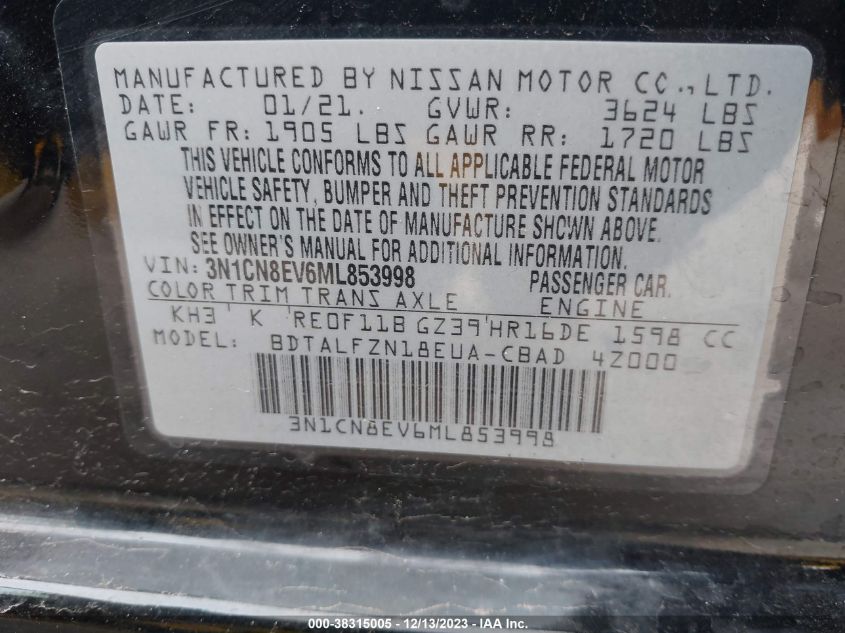 MANUFACTURED BY NISSAN MOTOR CO., LTD.
DATE: 01/21. GVWR: 3624 LBS
GAWR FR: 1905 LBS GAWR RR: 1720 LBS
THIS VEHICLE CONFORMS TO ALL APPLICABLE FEDERAL MOTOR
VEHICLE SAFETY, BUMPER AND THEFT PREVENTION STANDARDS
IN EFFECT ON THE DATE OF MANUFACTURE SHOWN ABOVE.
SEE OWNER'S MANUAL FOR ADDITIONAL INFORMATION.
VIN: 3N1CN8EV6ML853998 PASSENGER CAR.
COLOR TRIM TRANS AXLE ENGINE
KH3 K RE0F11B GZ39 HR16DE 1598 CC
MODEL: BDTALFZN18EUA-CBAD 4Z000
3N1CN8EV6ML853998
000-38315005 - 12/13/2023 - IAAI.COM